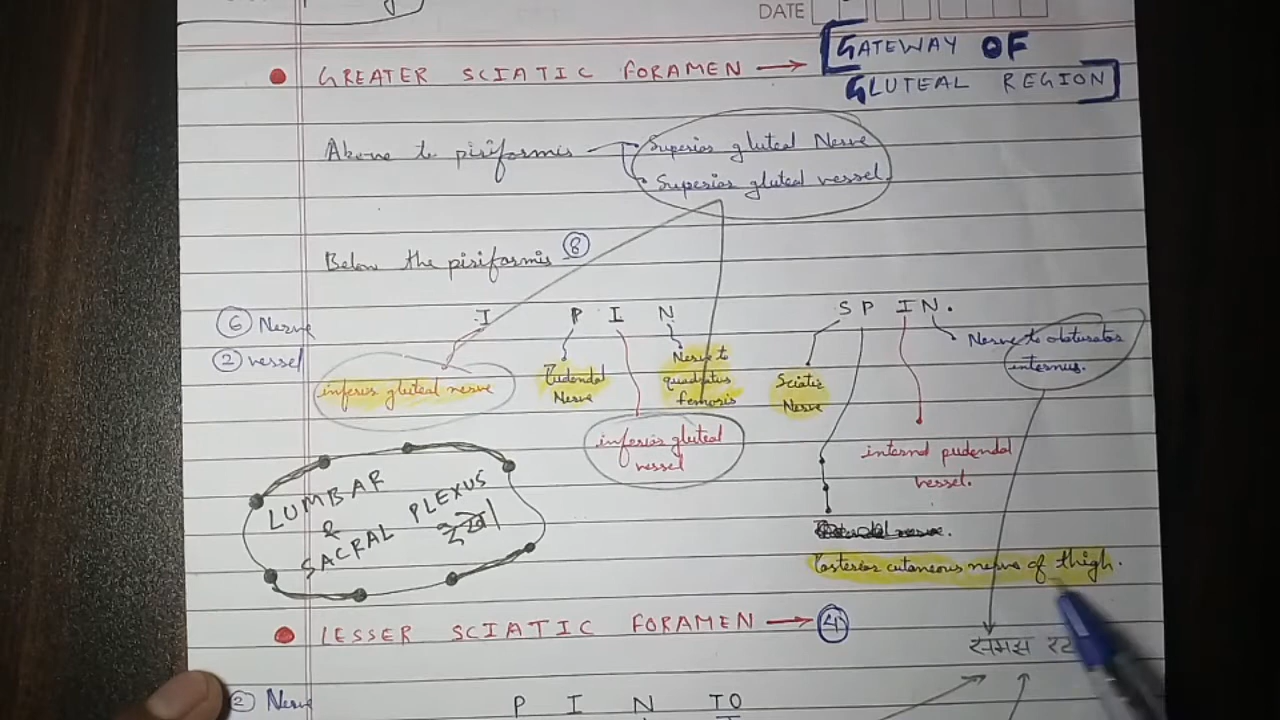 DATE
GREATER SCIATIC FORAMEN → [GATEWAY OF
GLUTEAL REGION]
Above to piriformis
Superior gluteal Nerve
Superior gluteal vessel.
Below the piriformis 8
6 Nerve
2 vessel
I P I N
S P I N.
inferior gluteal nerve
Pudendal
Nerve
Nerve to
quadratus
femoris
Sciatic
Nerve
Nerve to obturator
internus.
inferior gluteal
vessel
internal pudendal
vessel.
LUMBAR
&
SACRAL PLEXUS
Posterior cutaneous nerve of thigh.
LESSER SCIATIC FORAMEN → 4
2 Nerve
P I N TO